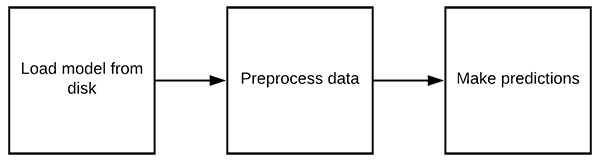 Load model from
disk
Preprocess data
Make predictions